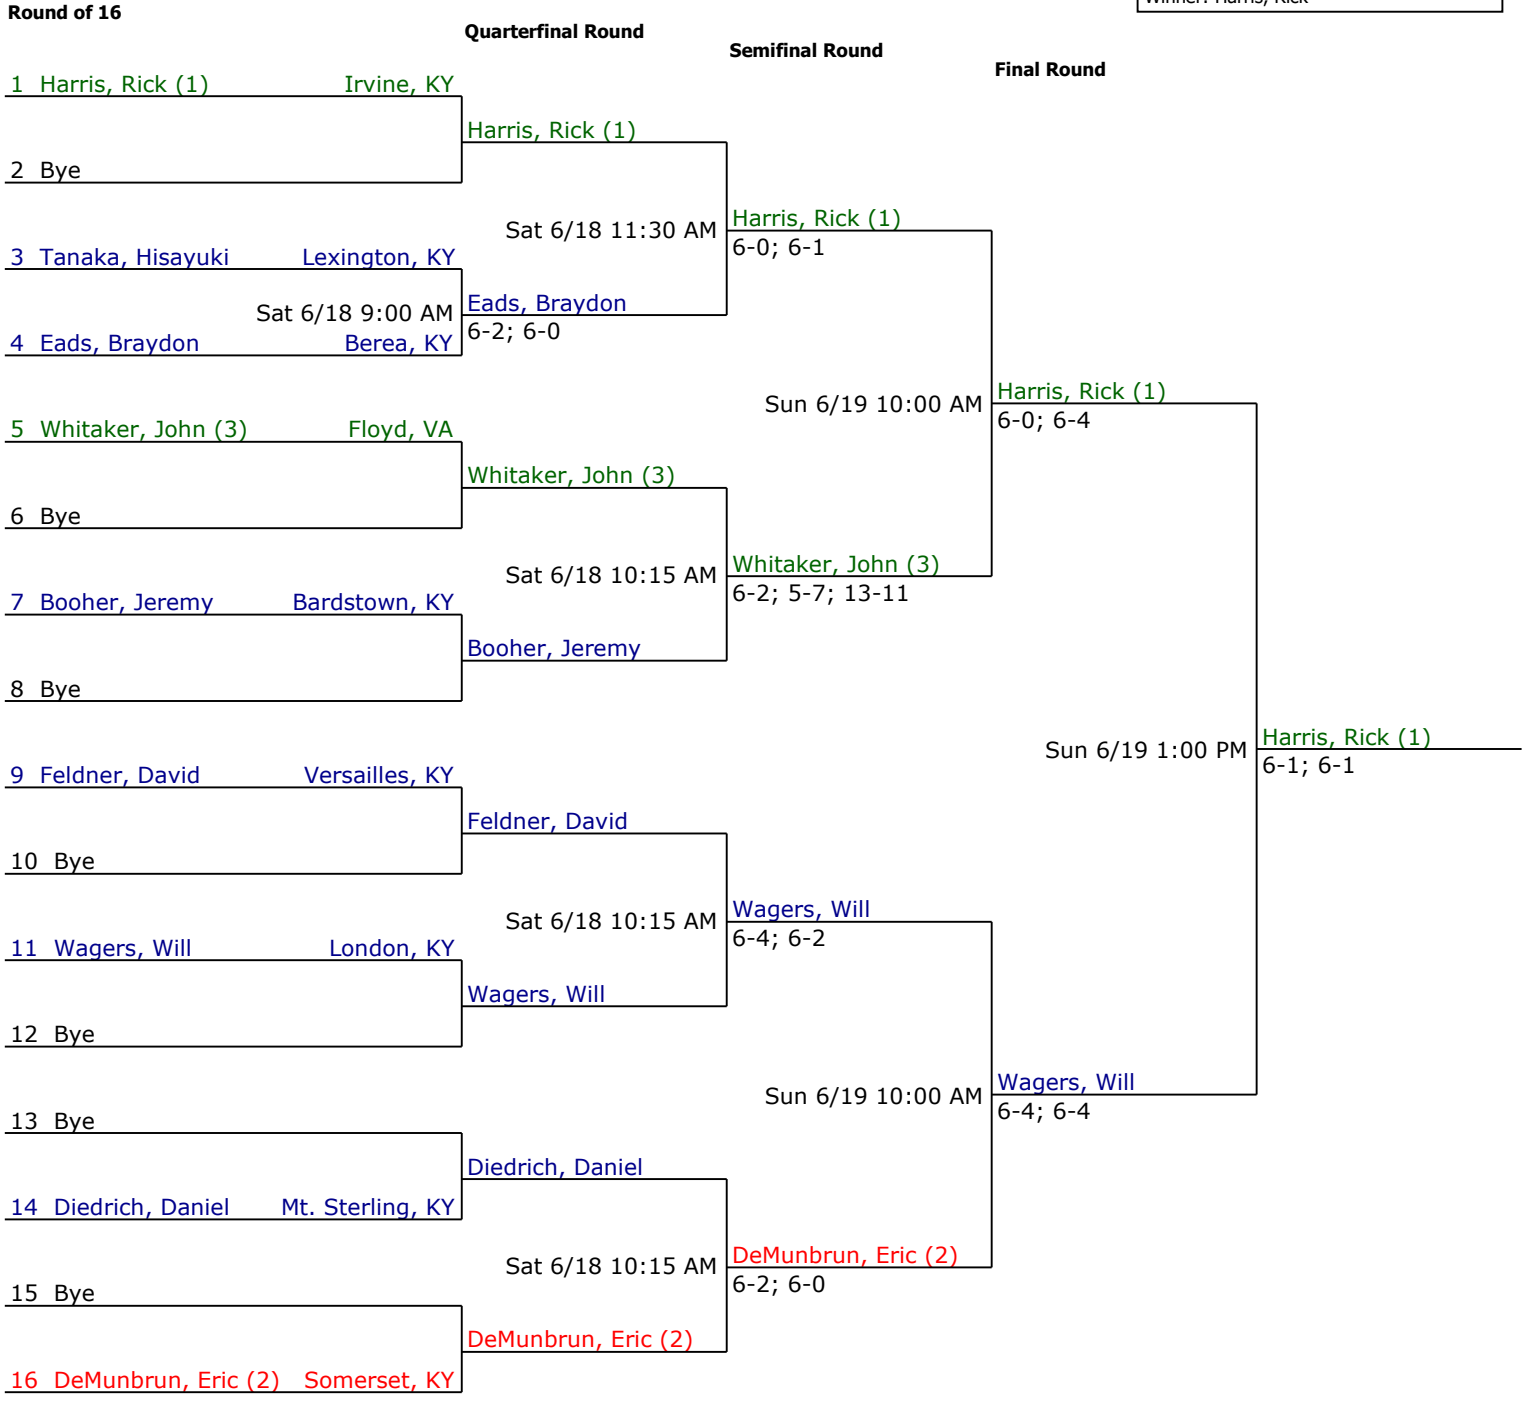 Winner: Harris, Rick
Round of 16
Quarterfinal Round
Semifinal Round
Final Round
1 Harris, Rick (1) Irvine, KY
Harris, Rick (1)
2 Bye
Sat 6/18 11:30 AM
Harris, Rick (1)
6-0; 6-1
3 Tanaka, Hisayuki Lexington, KY
Sat 6/18 9:00 AM
Eads, Braydon
6-2; 6-0
4 Eads, Braydon Berea, KY
Sun 6/19 10:00 AM
Harris, Rick (1)
6-0; 6-4
5 Whitaker, John (3) Floyd, VA
Whitaker, John (3)
6 Bye
Sat 6/18 10:15 AM
Whitaker, John (3)
6-2; 5-7; 13-11
7 Booher, Jeremy Bardstown, KY
Booher, Jeremy
8 Bye
Sun 6/19 1:00 PM
Harris, Rick (1)
6-1; 6-1
9 Feldner, David Versailles, KY
Feldner, David
10 Bye
Sat 6/18 10:15 AM
Wagers, Will
6-4; 6-2
11 Wagers, Will London, KY
Wagers, Will
12 Bye
Sun 6/19 10:00 AM
Wagers, Will
6-4; 6-4
13 Bye
Diedrich, Daniel
14 Diedrich, Daniel Mt. Sterling, KY
Sat 6/18 10:15 AM
DeMunbrun, Eric (2)
6-2; 6-0
15 Bye
DeMunbrun, Eric (2)
16 DeMunbrun, Eric (2) Somerset, KY